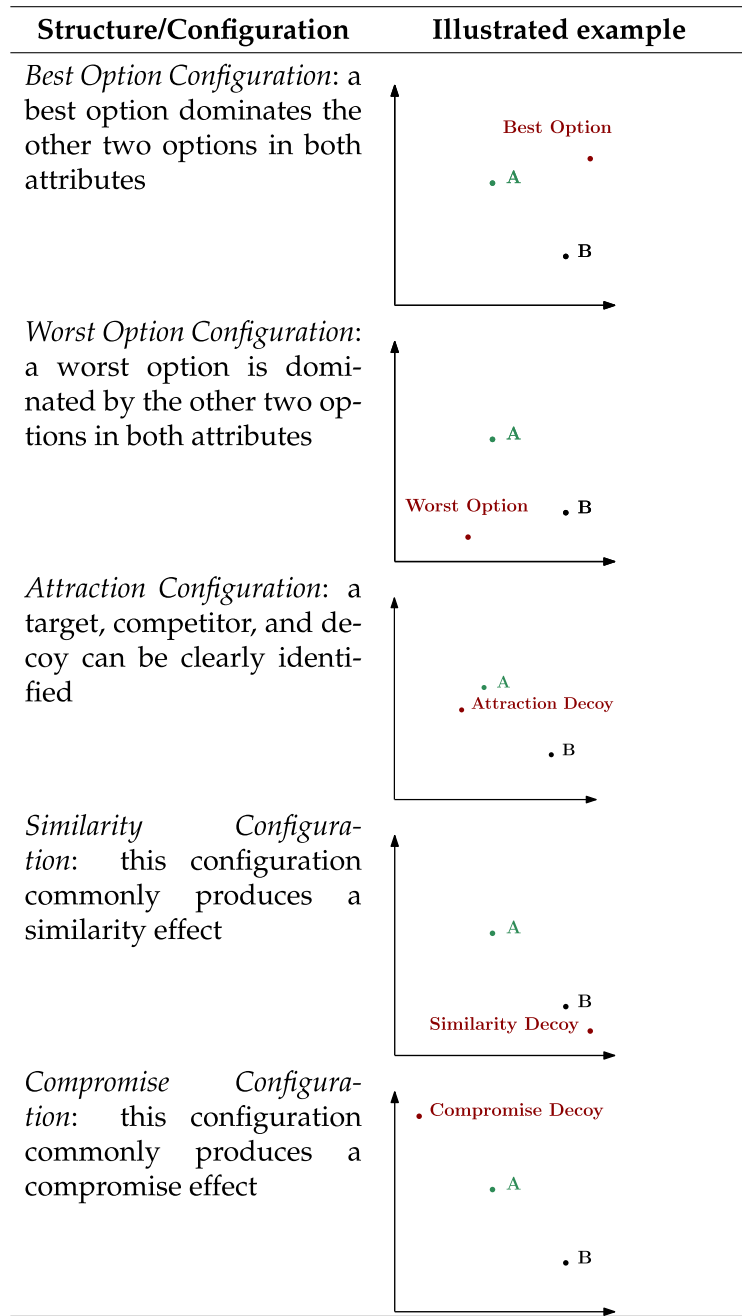 Structure/Configuration Illustrated example
Best Option Configuration: a
best option dominates the
other two options in both
attributes
Best Option
A
B
Worst Option Configuration:
a worst option is domi-
nated by the other two op-
tions in both attributes
A
Worst Option
B
Attraction Configuration: a
target, competitor, and de-
coy can be clearly identi-
fied
A
Attraction Decoy
B
Similarity Configura-
tion: this configuration
commonly produces a
similarity effect
A
B
Similarity Decoy
Compromise Configura-
tion: this configuration
commonly produces a
compromise effect
Compromise Decoy
A
B